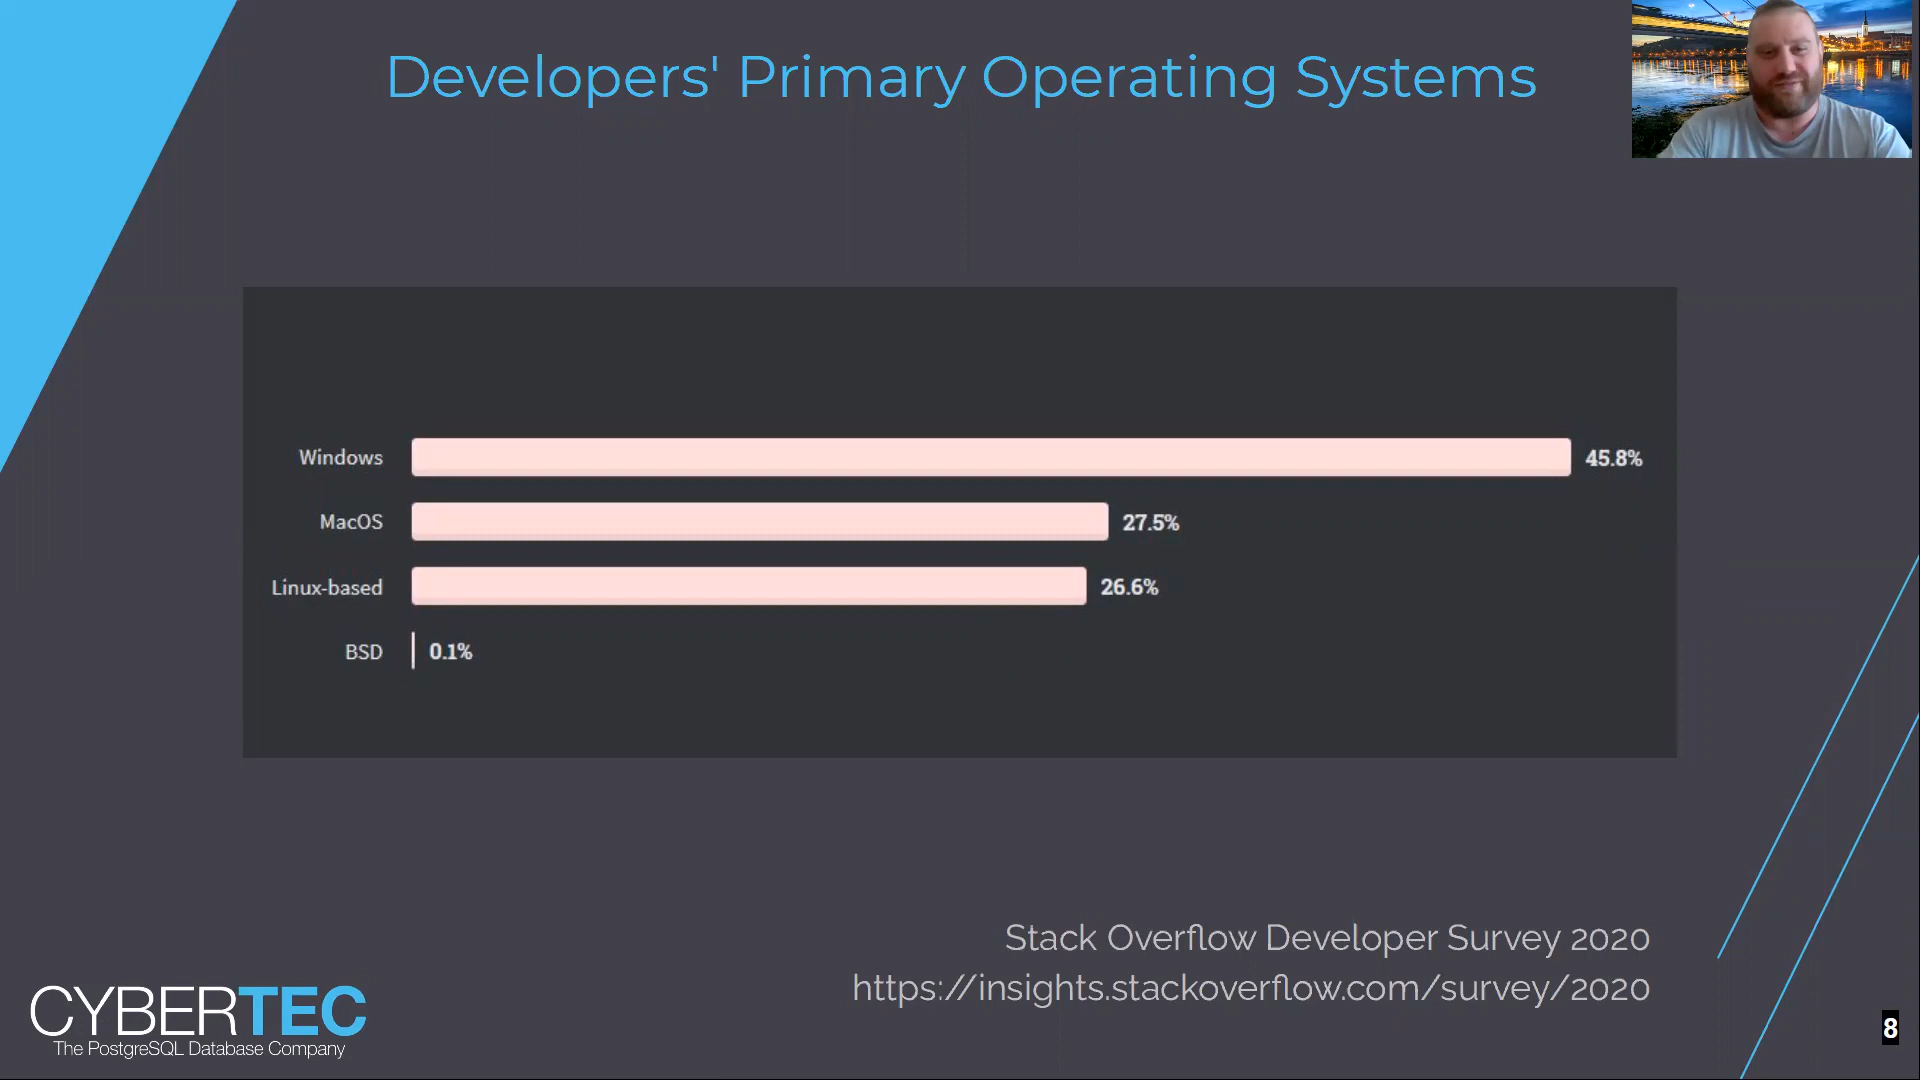 Developers' Primary Operating Systems
Windows 45.8%
MacOS 27.5%
Linux-based 26.6%
BSD 0.1%
Stack Overflow Developer Survey 2020
https://insights.stackoverflow.com/survey/2020
CYBERTEC
The PostgreSQL Database Company
8